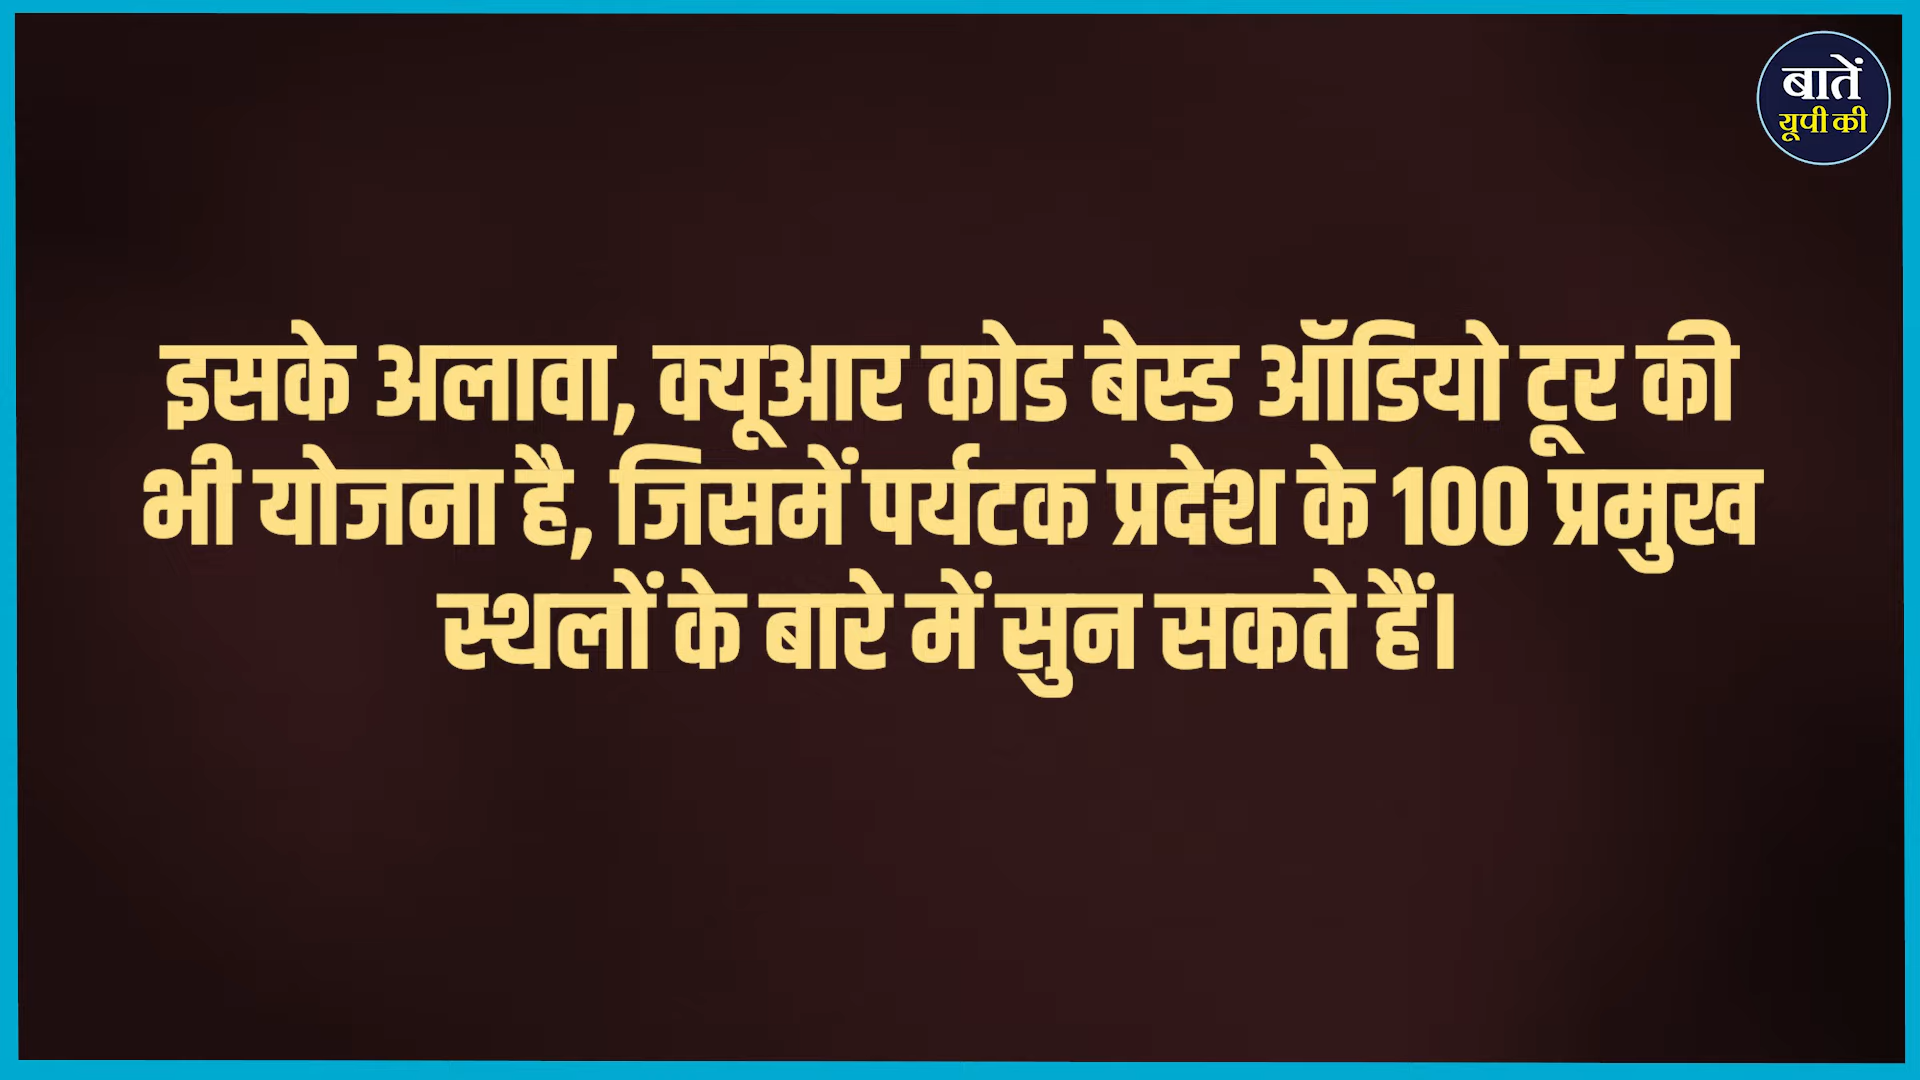 बातें
यूपी की
इसके अलावा, क्यूआर कोड बेस्ड ऑडियो टूर की
भी योजना है, जिसमें पर्यटक प्रदेश के 100 प्रमुख
स्थलों के बारे में सुन सकते हैं।